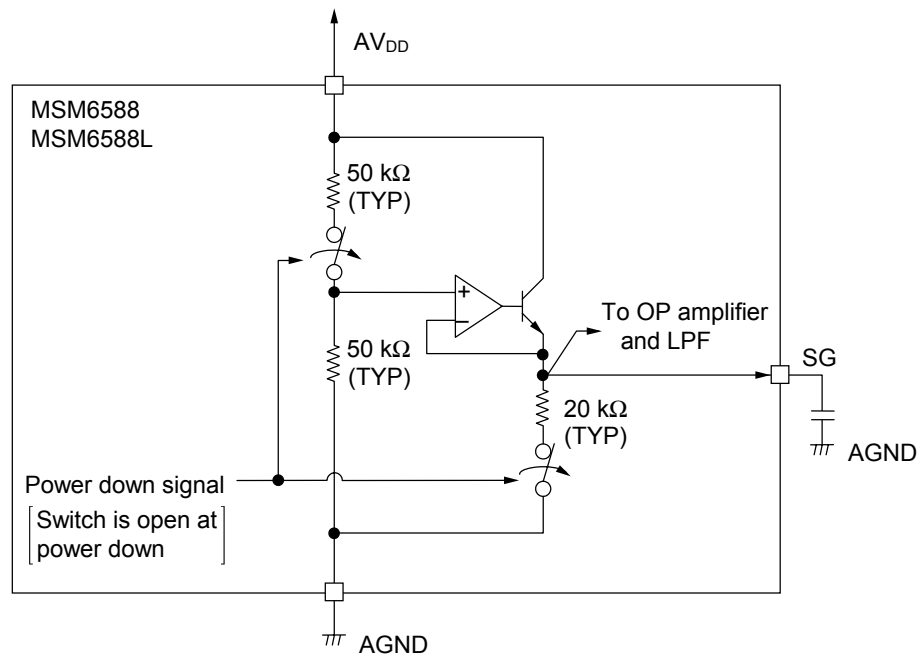 AVDD
MSM6588
MSM6588L
50 kΩ
(TYP)
+
−
50 kΩ
(TYP)
To OP amplifier
and LPF
SG
20 kΩ
(TYP)
AGND
Power down signal
[Switch is open at
power down]
AGND